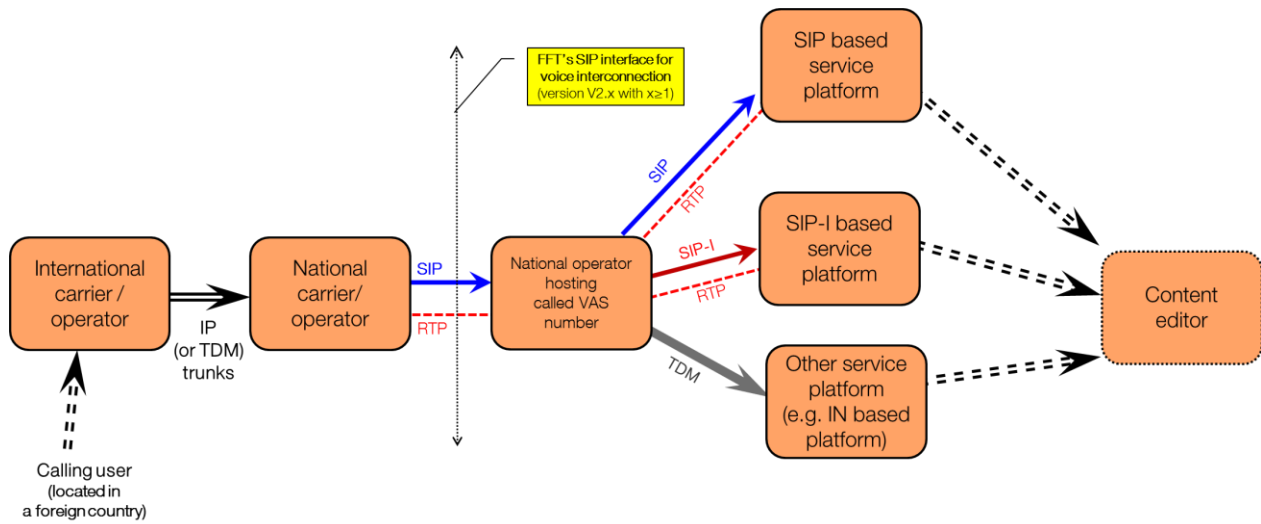 FFT's SIP interface for
voice interconnection
(version V2.x with x≥1)
SIP based
service
platform
SIP
RTP
SIP-I based
service
platform
SIP-I
RTP
International
carrier /
operator
IP
(or TDM)
trunks
National
carrier/
operator
SIP
RTP
National operator
hosting
called VAS
number
TDM
Other service
platform
(e.g. IN based
platform)
Content
editor
Calling user
(located in
a foreign country)